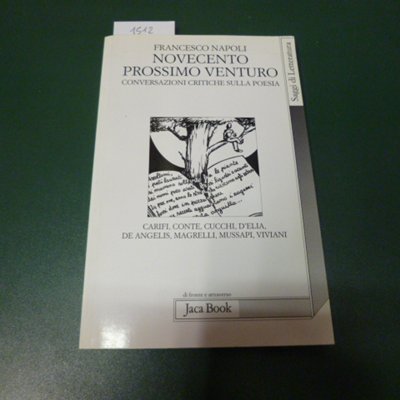 1512
FRANCESCO NAPOLI
NOVECENTO
PROSSIMO VENTURO
CONVERSAZIONI CRITICHE SULLA POESIA
Saggi di Letteratura
CARIFI, CONTE, CUCCHI, D'ELIA,
DE ANGELIS, MAGRELLI, MUSSAPI, VIVIANI
di fronte e attraverso
Jaca Book